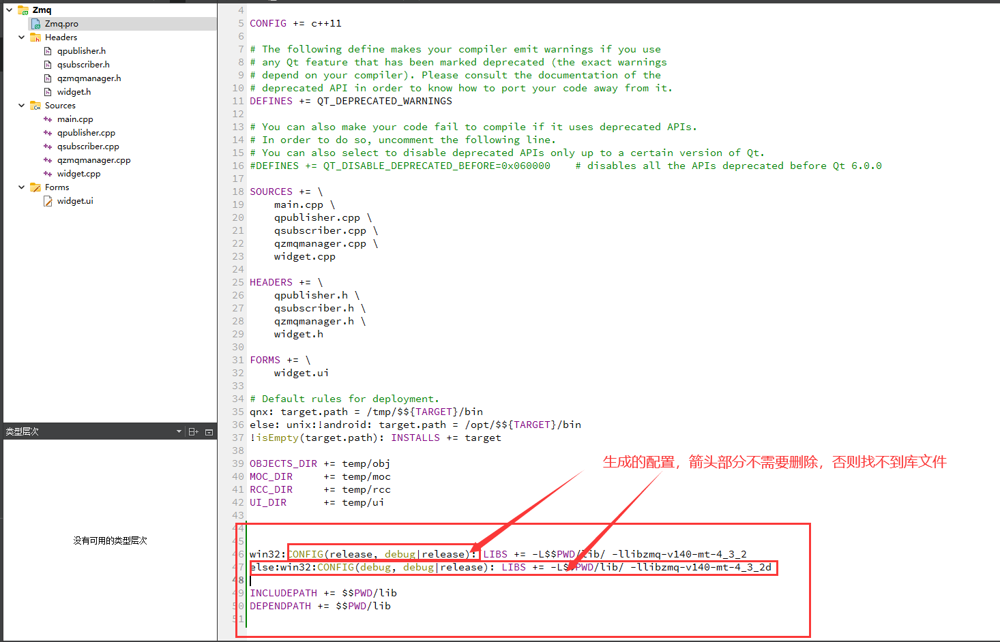 Zmq
Zmq.pro
Headers
qpublisher.h
qsubscriber.h
qzmqmanager.h
widget.h
Sources
main.cpp
qpublisher.cpp
qsubscriber.cpp
qzmqmanager.cpp
widget.cpp
Forms
widget.ui
类型层次
没有可用的类型层次
4
5 CONFIG += c++11
6
7 # The following define makes your compiler emit warnings if you use
8 # any Qt feature that has been marked deprecated (the exact warnings
9 # depend on your compiler). Please consult the documentation of the
10 # deprecated API in order to know how to port your code away from it.
11 DEFINES += QT_DEPRECATED_WARNINGS
12
13 # You can also make your code fail to compile if it uses deprecated APIs.
14 # In order to do so, uncomment the following line.
15 # You can also select to disable deprecated APIs only up to a certain version of Qt.
16 #DEFINES += QT_DISABLE_DEPRECATED_BEFORE=0x060000    # disables all the APIs deprecated before Qt 6.0.0
17
18 SOURCES += \
19     main.cpp \
20     qpublisher.cpp \
21     qsubscriber.cpp \
22     qzmqmanager.cpp \
23     widget.cpp
24
25 HEADERS += \
26     qpublisher.h \
27     qsubscriber.h \
28     qzmqmanager.h \
29     widget.h
30
31 FORMS += \
32     widget.ui
33
34 # Default rules for deployment.
35 qnx: target.path = /tmp/$${TARGET}/bin
36 else: unix:!android: target.path = /opt/$${TARGET}/bin
37 !isEmpty(target.path): INSTALLS += target
38
39 OBJECTS_DIR += temp/obj
40 MOC_DIR     += temp/moc
41 RCC_DIR     += temp/rcc
42 UI_DIR      += temp/ui
43
生成的配置，箭头部分不需要删除，否则找不到库文件
44
45
46 win32:CONFIG(release, debug|release): LIBS += -L$$PWD/lib/ -llibzmq-v140-mt-4_3_2
47 else:win32:CONFIG(debug, debug|release): LIBS += -L$$PWD/lib/ -llibzmq-v140-mt-4_3_2d
48
49 INCLUDEPATH += $$PWD/lib
50 DEPENDPATH += $$PWD/lib
51